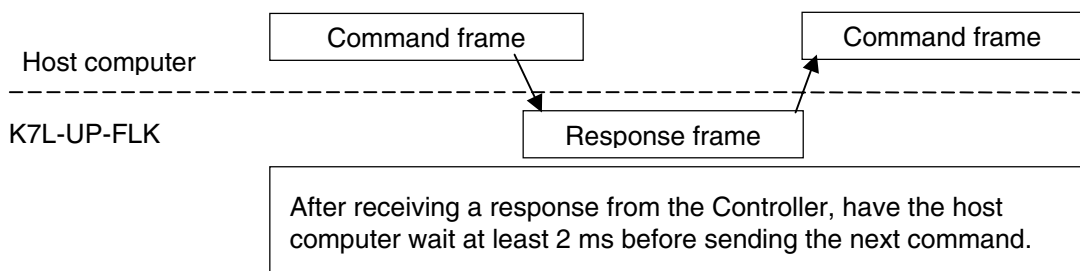 Command frame
Command frame
Host computer
K7L-UP-FLK
Response frame
After receiving a response from the Controller, have the host
computer wait at least 2 ms before sending the next command.